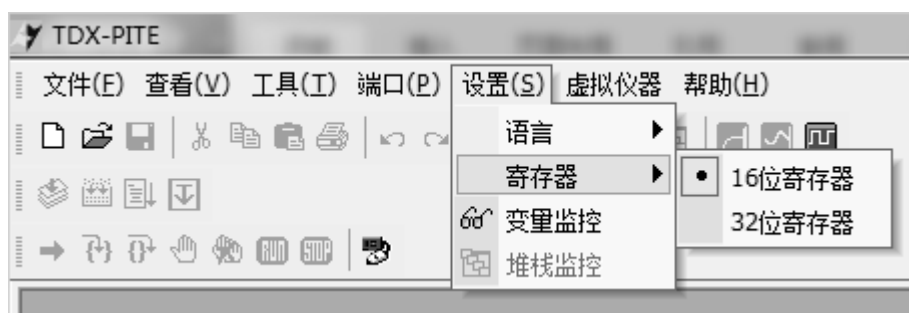 TDX-PITE
文件(F) 查看(V) 工具(T) 端口(P) 设置(S) 虚拟仪器 帮助(H)
语言
寄存器
16位寄存器
32位寄存器
变量监控
堆栈监控
RUN STOP